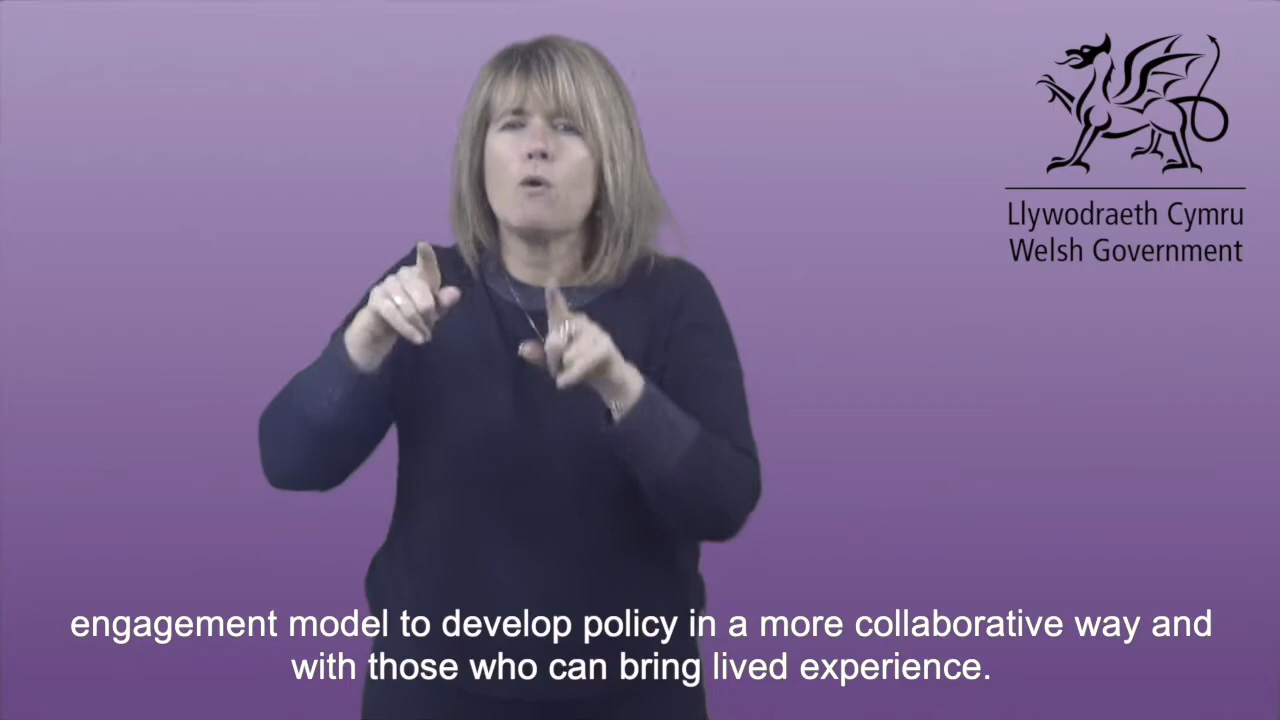 Llywodraeth Cymru
Welsh Government
engagement model to develop policy in a more collaborative way and
with those who can bring lived experience.